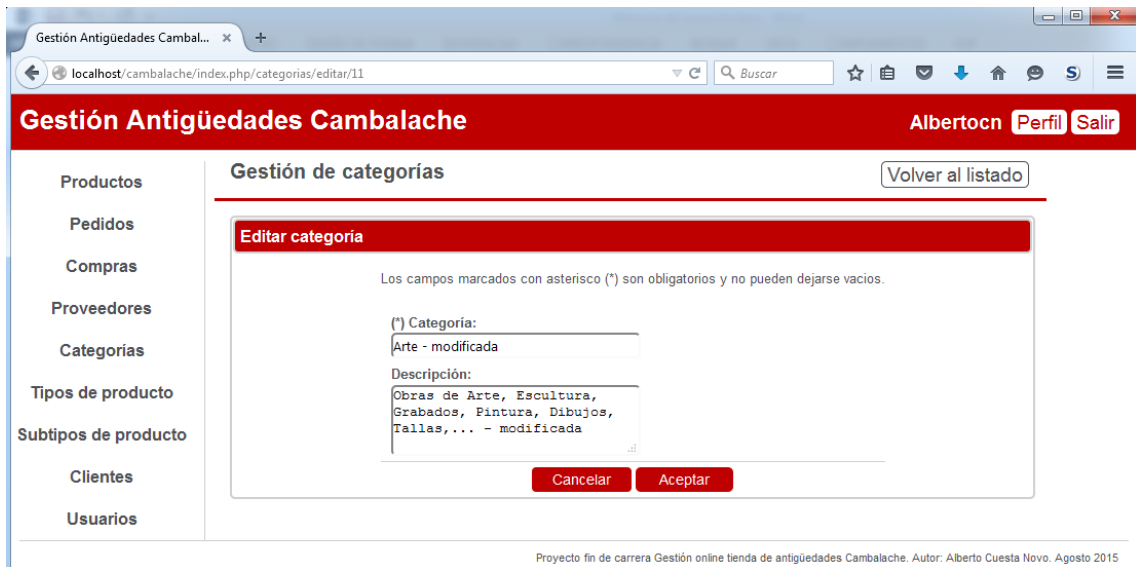 Gestión Antigüedades Cambal...
localhost/cambalache/index.php/categorias/editar/11
Buscar
Gestión Antigüedades Cambalache
Albertocn Perfil Salir
Productos
Pedidos
Compras
Proveedores
Categorías
Tipos de producto
Subtipos de producto
Clientes
Usuarios
Gestión de categorías
Volver al listado
Editar categoría
Los campos marcados con asterisco (*) son obligatorios y no pueden dejarse vacios.
(*) Categoría:
Arte - modificada
Descripción:
Obras de Arte, Escultura,
Grabados, Pintura, Dibujos,
Tallas,... - modificada
Cancelar Aceptar
Proyecto fin de carrera Gestión online tienda de antigüedades Cambalache. Autor: Alberto Cuesta Novo. Agosto 2015